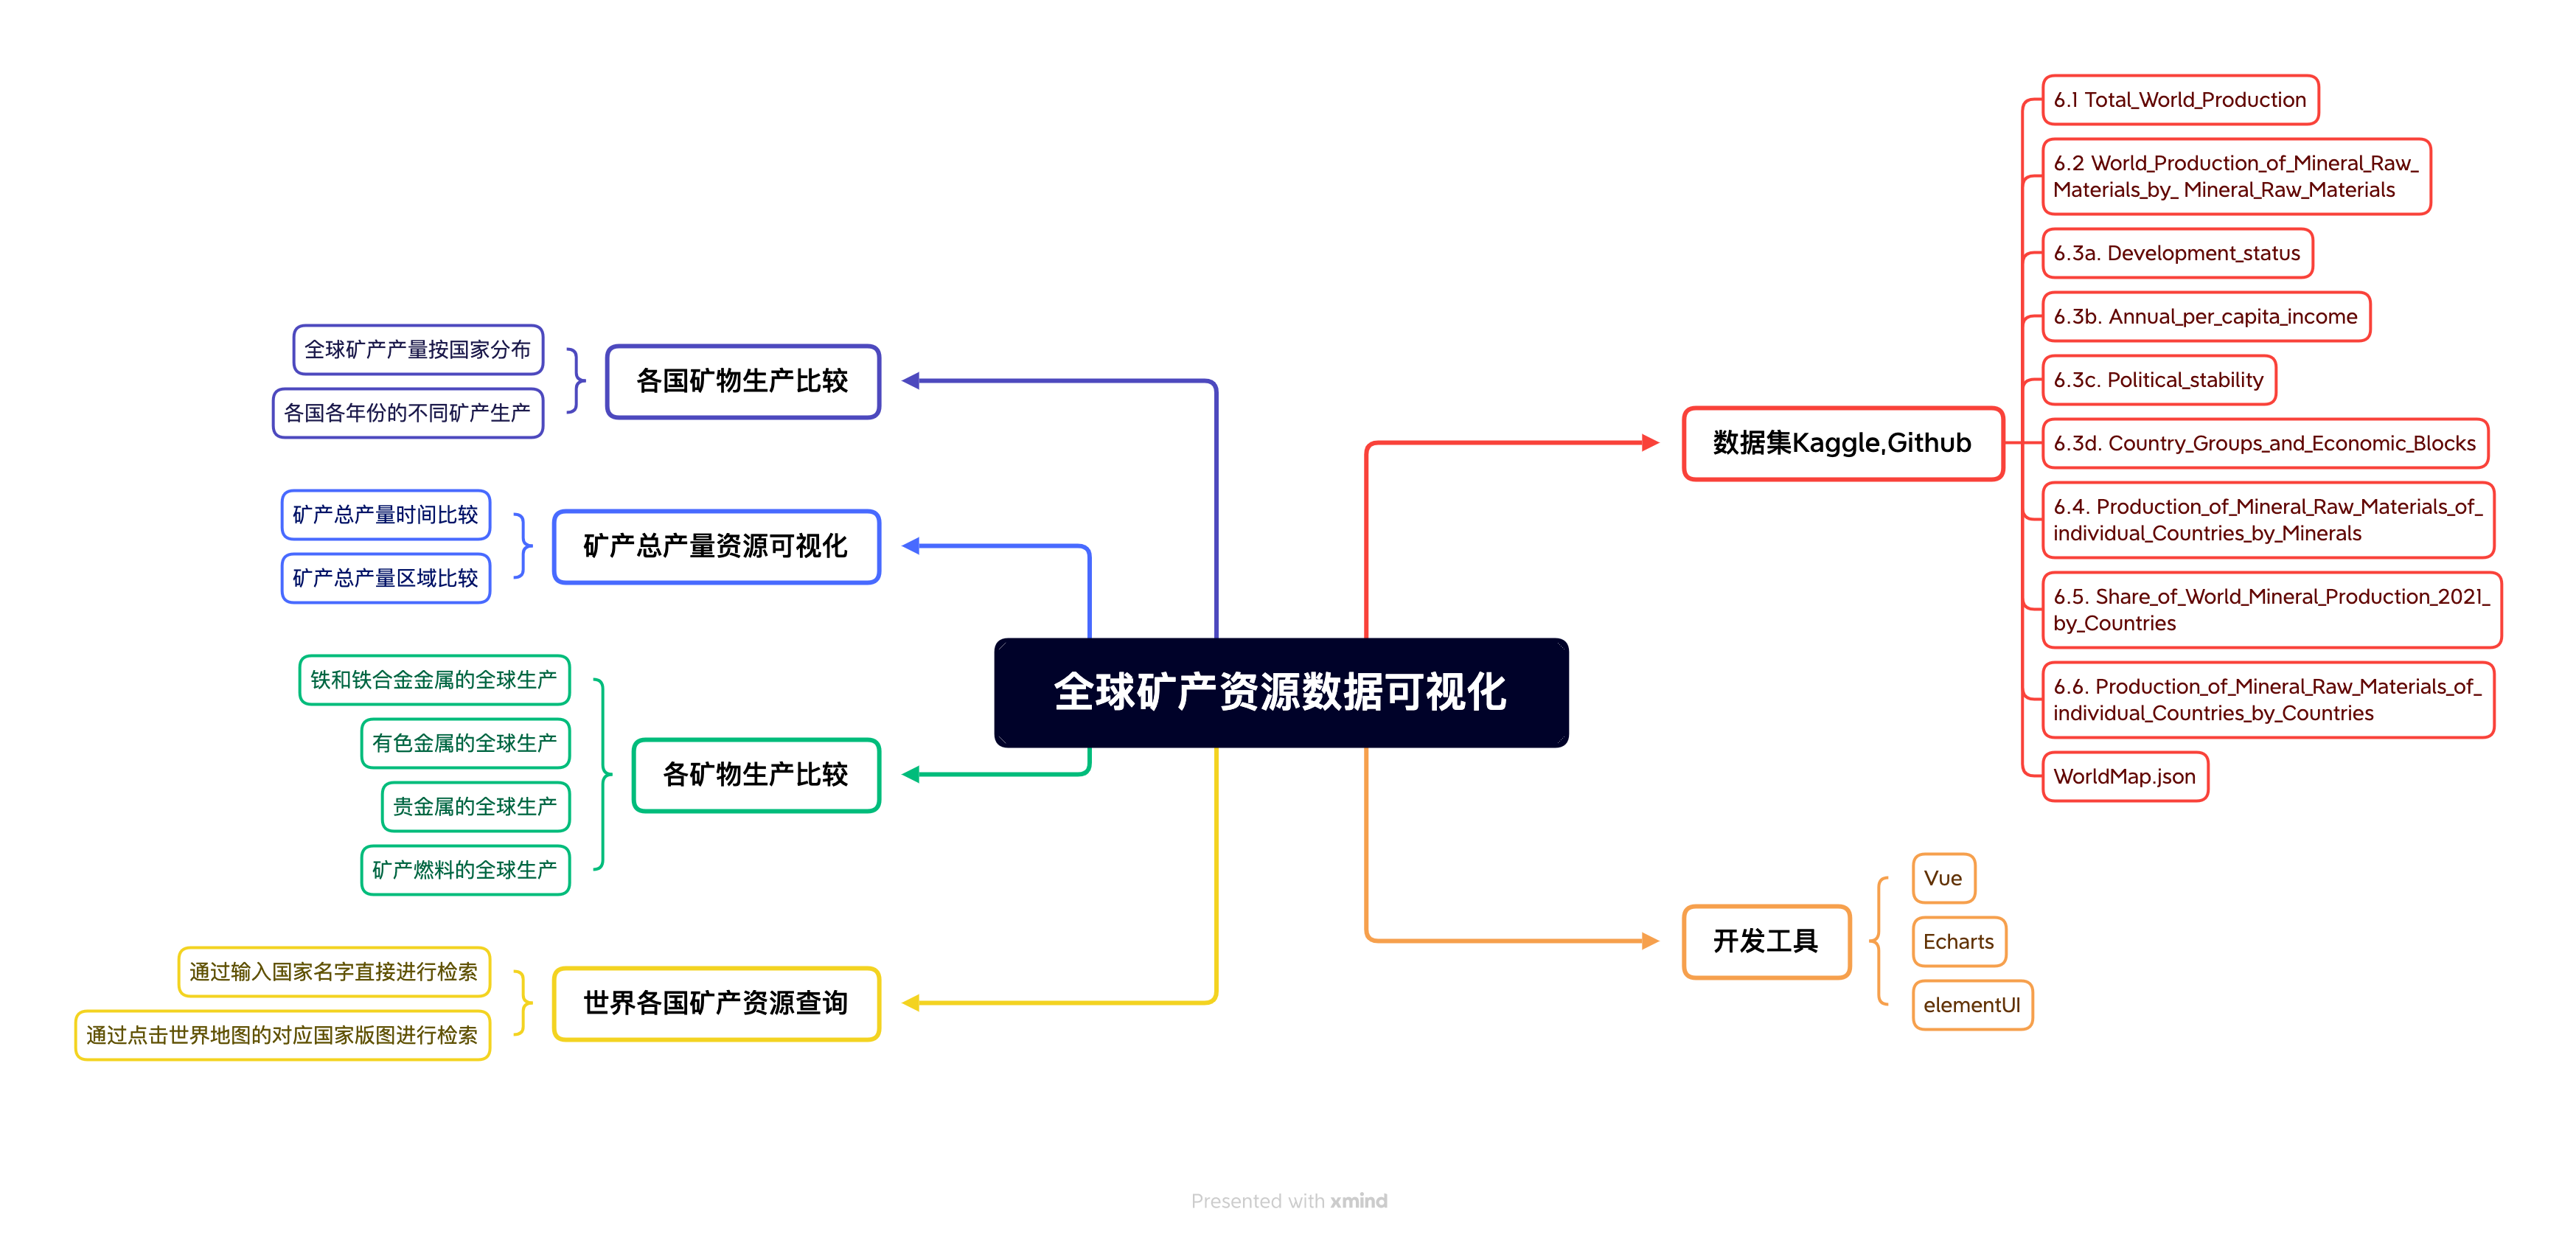 全球矿产资源数据可视化
数据集Kaggle,Github
6.1 Total_World_Production
6.2 World_Production_of_Mineral_Raw_
Materials_by_ Mineral_Raw_Materials
6.3a. Development_status
6.3b. Annual_per_capita_income
6.3c. Political_stability
6.3d. Country_Groups_and_Economic_Blocks
6.4. Production_of_Mineral_Raw_Materials_of_
individual_Countries_by_Minerals
6.5. Share_of_World_Mineral_Production_2021_
by_Countries
6.6. Production_of_Mineral_Raw_Materials_of_
individual_Countries_by_Countries
WorldMap.json
开发工具
Vue
Echarts
elementUI
各国矿物生产比较
全球矿产产量按国家分布
各国各年份的不同矿产生产
矿产总产量资源可视化
矿产总产量时间比较
矿产总产量区域比较
各矿物生产比较
铁和铁合金金属的全球生产
有色金属的全球生产
贵金属的全球生产
矿产燃料的全球生产
世界各国矿产资源查询
通过输入国家名字直接进行检索
通过点击世界地图的对应国家版图进行检索
Presented with xmind